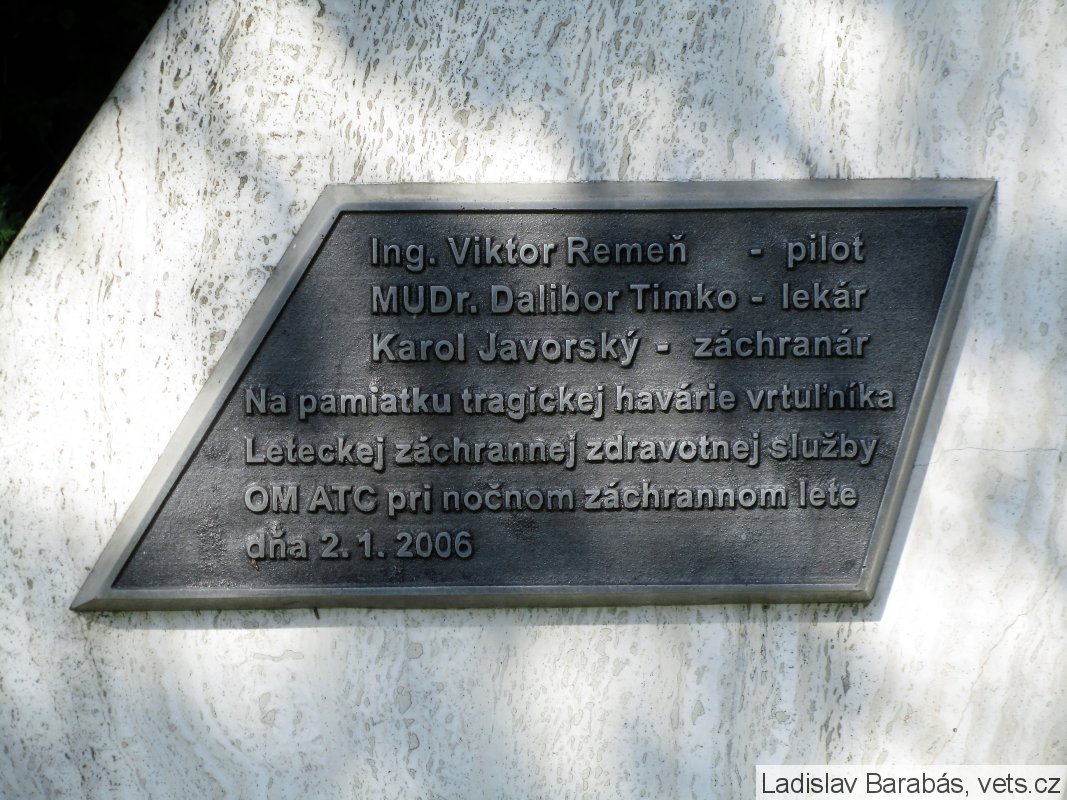 Ing. Viktor Remeň - pilot
MUDr. Dalibor Timko - lekár
Karol Javorský - záchranár
Na pamiatku tragickej havárie vrtuľníka
Leteckej záchrannej zdravotnej služby
OM ATC pri nočnom záchrannom lete
dňa 2. 1. 2006
Ladislav Barabás, vets.cz